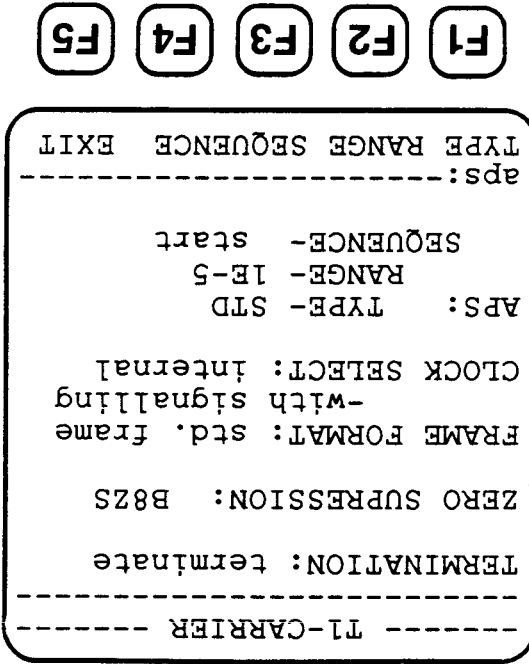 ------- T1-CARRIER -------
----------------------------
TERMINATION: terminate
ZERO SUPRESSION: B8ZS
FRAME FORMAT: std. frame
-with signalling
CLOCK SELECT: internal
APS: TYPE- STD
RANGE- 1E-5
SEQUENCE- start
aps:------------------------
TYPE RANGE SEQUENCE EXIT
F1 F2 F3 F4 F5